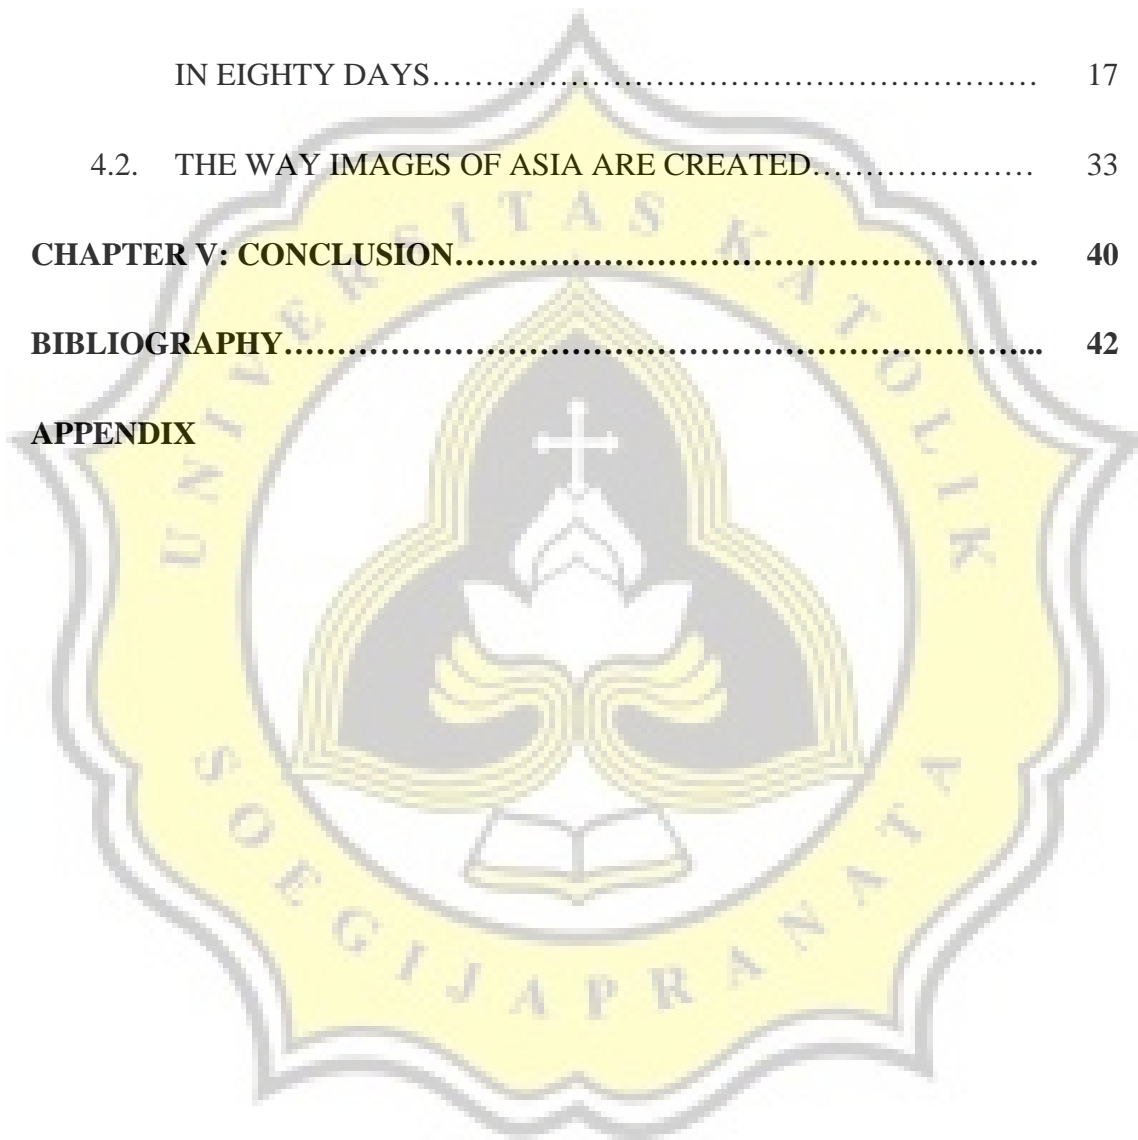 IN EIGHTY DAYS…………………………………………………… 17
4.2. THE WAY IMAGES OF ASIA ARE CREATED………………… 33
CHAPTER V: CONCLUSION………………………………………………. 40
BIBLIOGRAPHY……………………………………………………………... 42
APPENDIX
UNIVERSITAS KATOLIK
SOEGIJAPRANATA